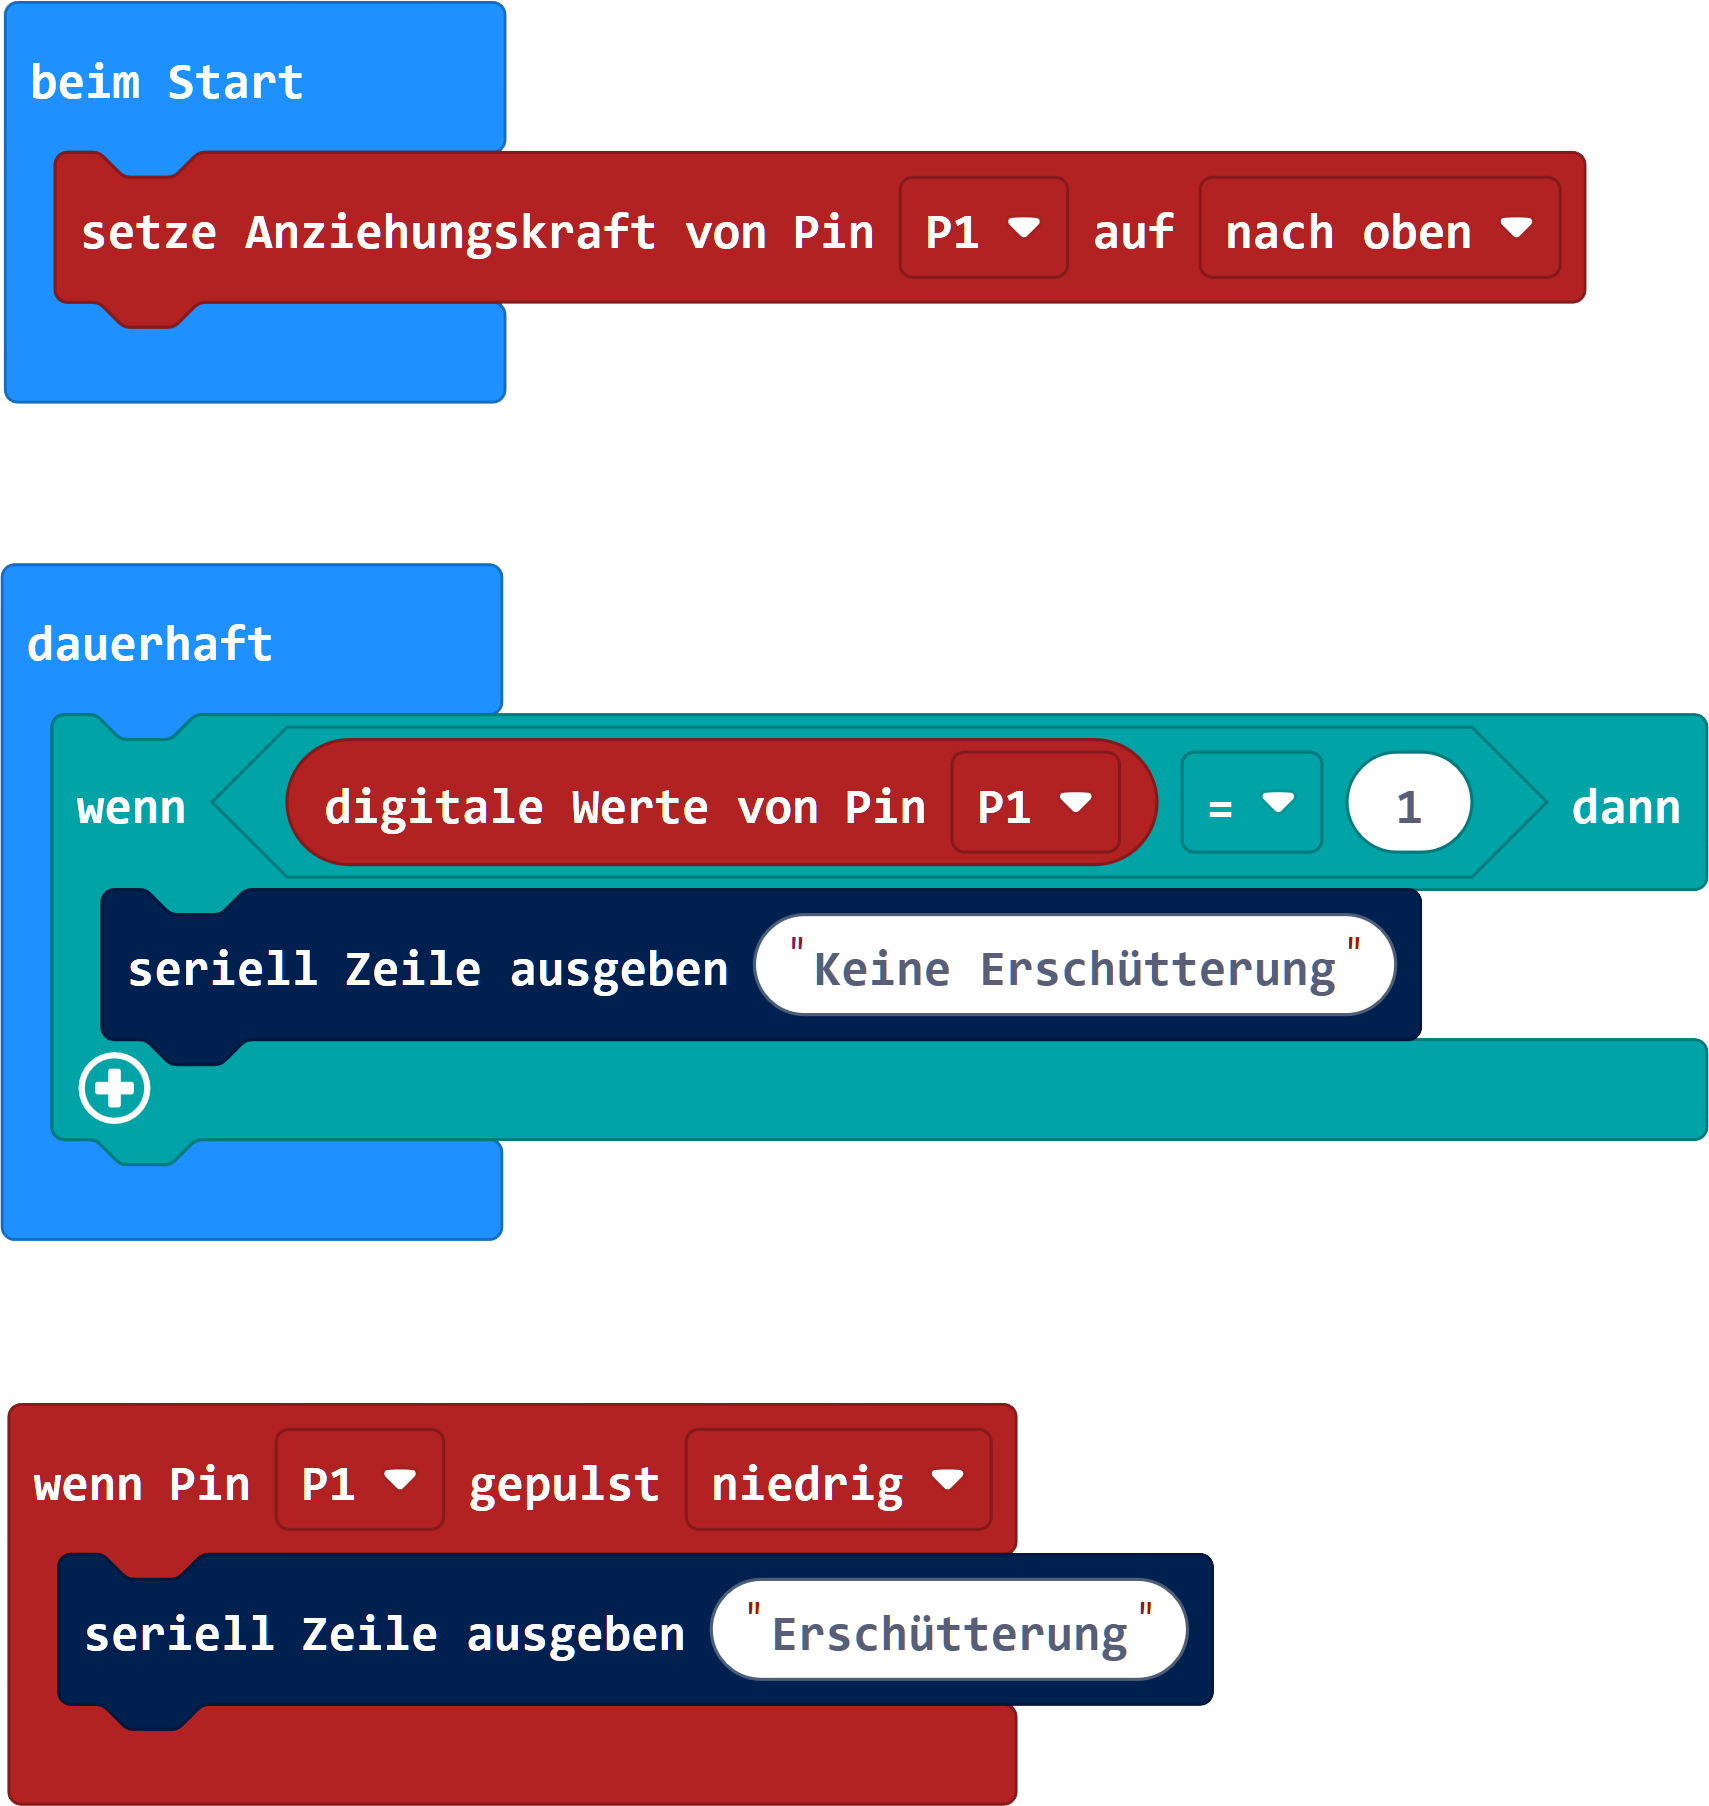 beim Start
setze Anziehungskraft von Pin P1 auf nach oben
dauerhaft
wenn digitale Werte von Pin P1 = 1 dann
seriell Zeile ausgeben "Keine Erschütterung"
wenn Pin P1 gepulst niedrig
seriell Zeile ausgeben "Erschütterung"